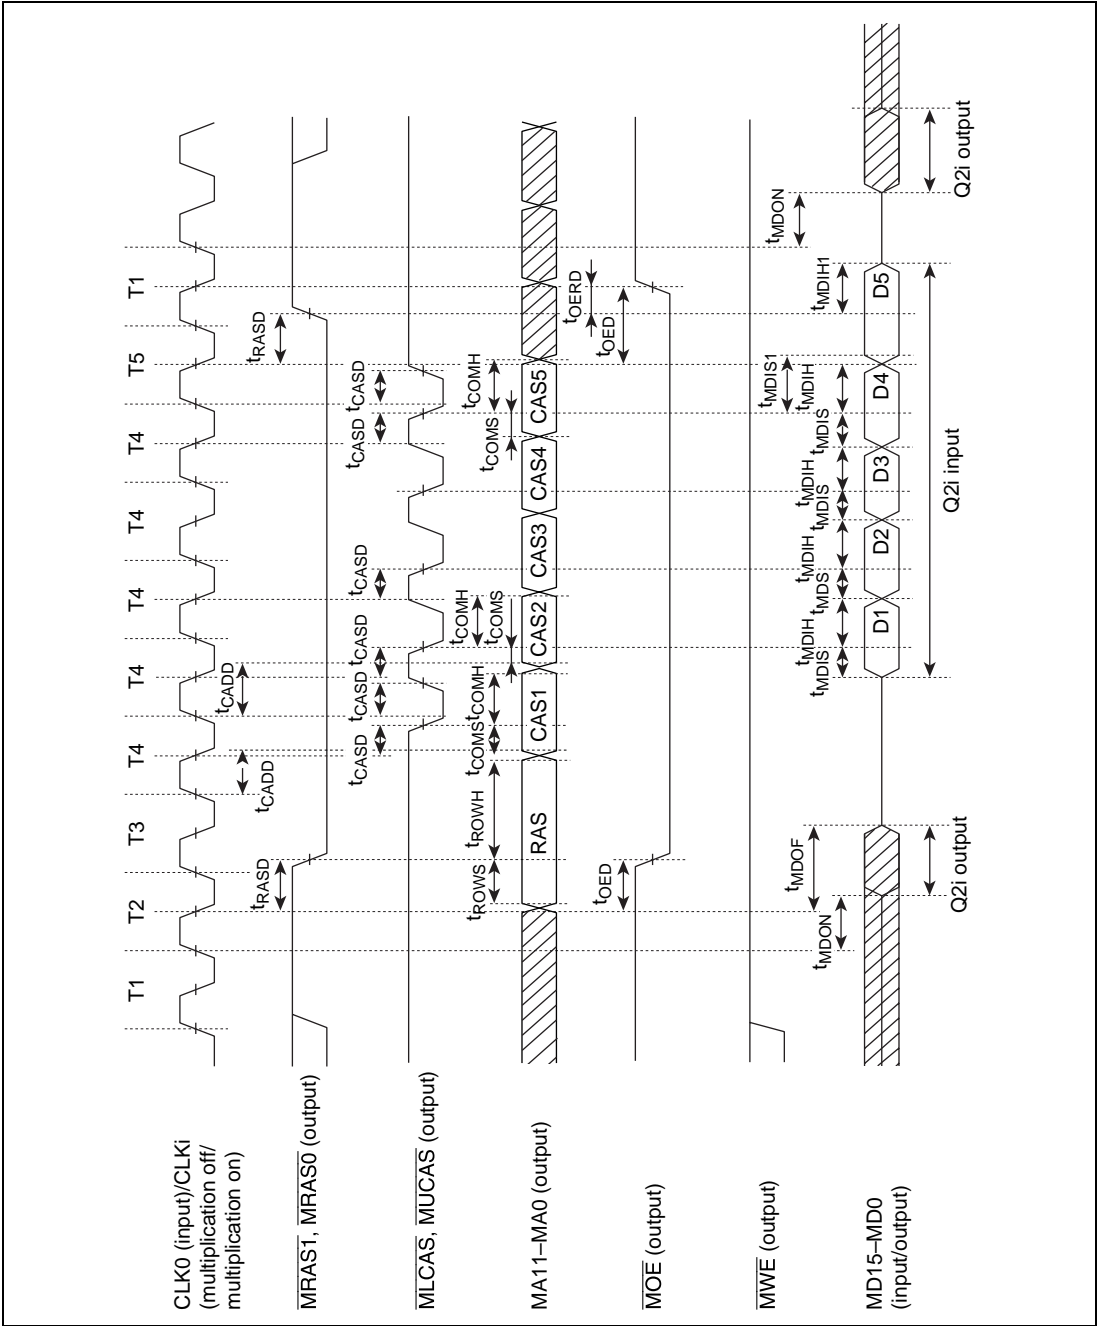 T1
T2
T3
T4
T4
T4
T4
T4
T5
T1
CLK0 (input)/CLKi
(multiplication off/
multiplication on)
tCADD
tCADD
MRAS1, MRAS0 (output)
tRASD
tRASD
MLCAS, MUCAS (output)
tCASD
tCASD
tCASD
tCASD
tCASD
tCASD
MA11–MA0 (output)
tROWS
tROWH
tCOMS
tCOMH
tCOMH
tCOMS
tCOMS
tCOMH
RAS
CAS1
CAS2
CAS3
CAS4
CAS5
MOE (output)
tOED
tOED
tOERD
MWE (output)
MD15–MD0
(input/output)
tMDON
tMDOF
tMDIS
tMDIH
tMDS
tMDIH
tMDIS
tMDIH
tMDIS
tMDIH
tMDIS1
tMDIH1
tMDON
D1
D2
D3
D4
D5
Q2i output
Q2i input
Q2i output